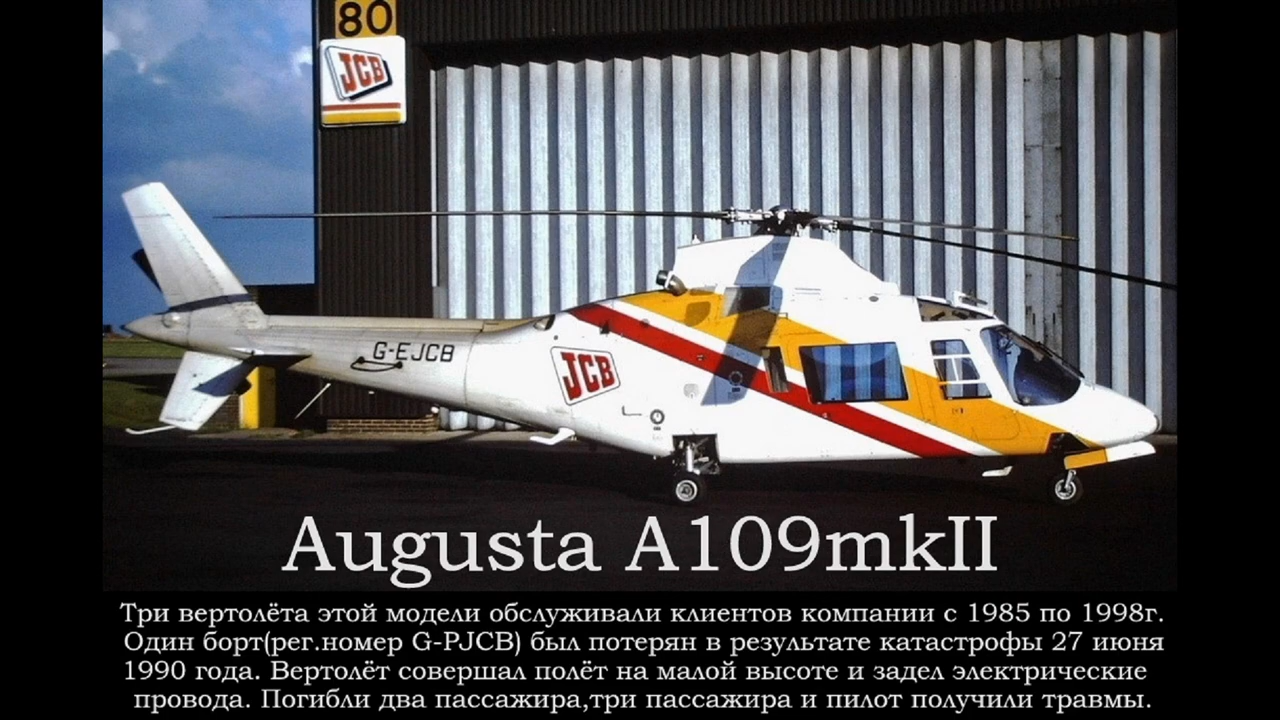 80
JCB
G-EJCB
JCB
Augusta A109mkII
Три вертолёта этой модели обслуживали клиентов компании с 1985 по 1998г.
Один борт(рег.номер G-PJCB) был потерян в результате катастрофы 27 июня
1990 года. Вертолёт совершал полёт на малой высоте и задел электрические
провода. Погибли два пассажира,три пассажира и пилот получили травмы.